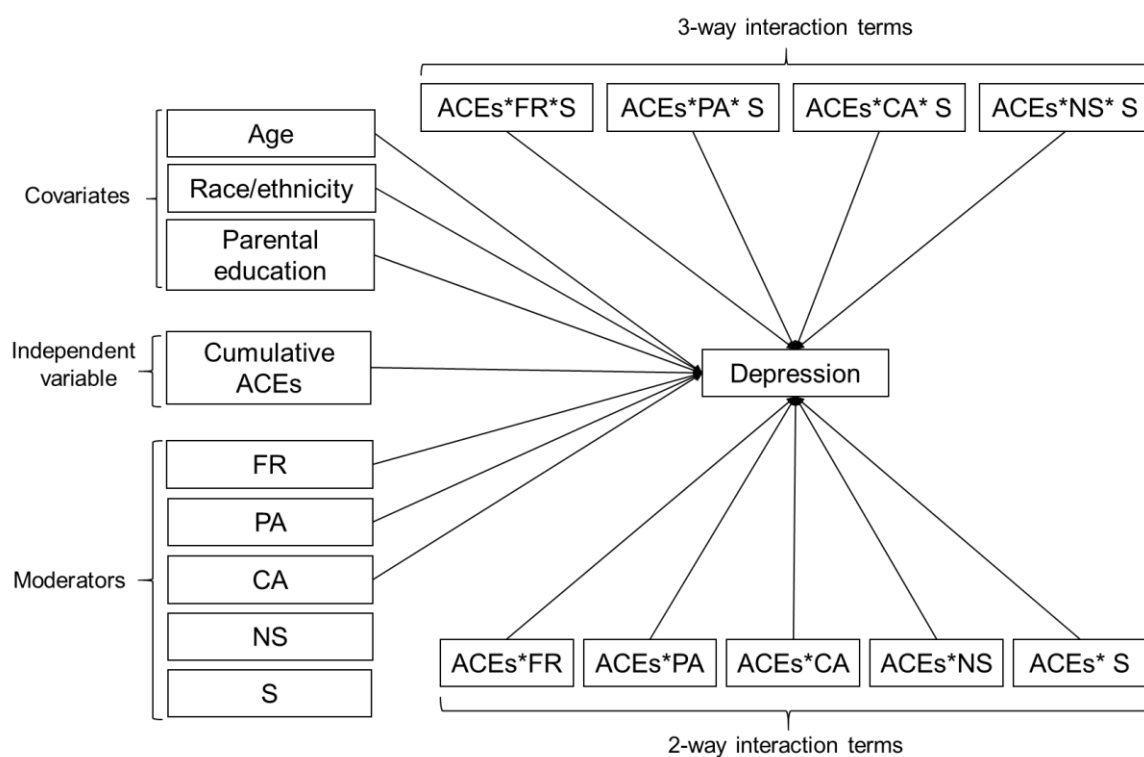 3-way interaction terms
ACEs*FR*S
ACEs*PA* S
ACEs*CA* S
ACEs*NS* S
Covariates
Age
Race/ethnicity
Parental
education
Independent
variable
Cumulative
ACEs
Depression
Moderators
FR
PA
CA
NS
S
ACEs*FR
ACEs*PA
ACEs*CA
ACEs*NS
ACEs* S
2-way interaction terms